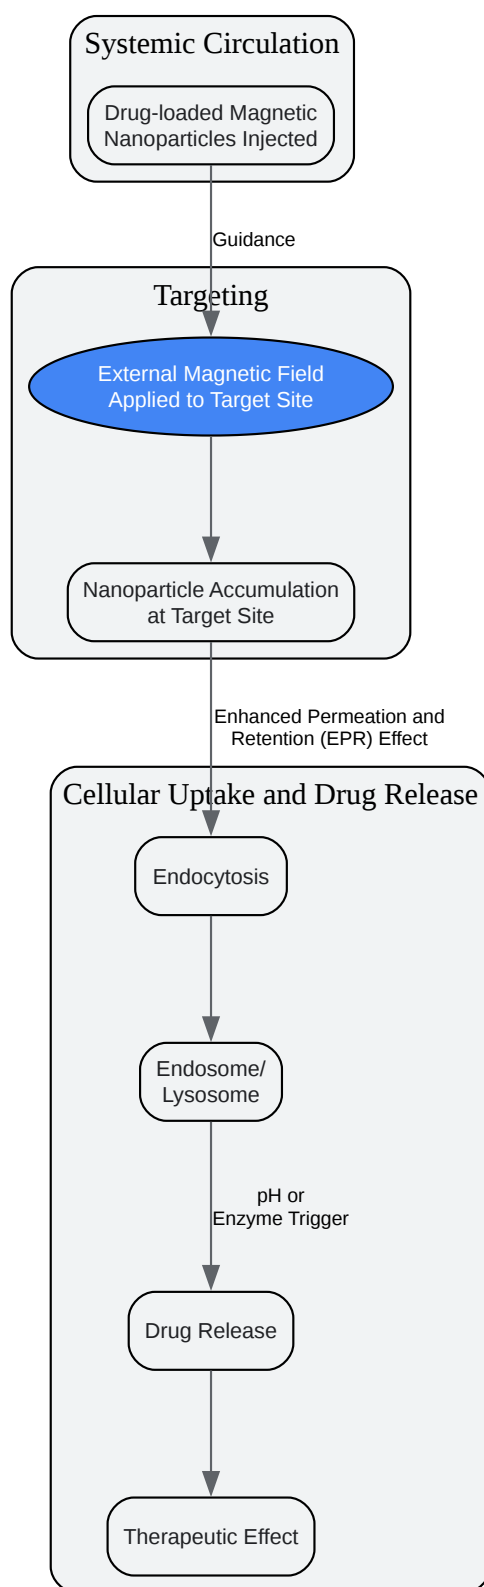 Systemic Circulation
Drug-loaded Magnetic
Nanoparticles Injected
Guidance
Targeting
External Magnetic Field
Applied to Target Site
Nanoparticle Accumulation
at Target Site
Enhanced Permeation and
Retention (EPR) Effect
Cellular Uptake and Drug Release
Endocytosis
Endosome/
Lysosome
pH or
Enzyme Trigger
Drug Release
Therapeutic Effect